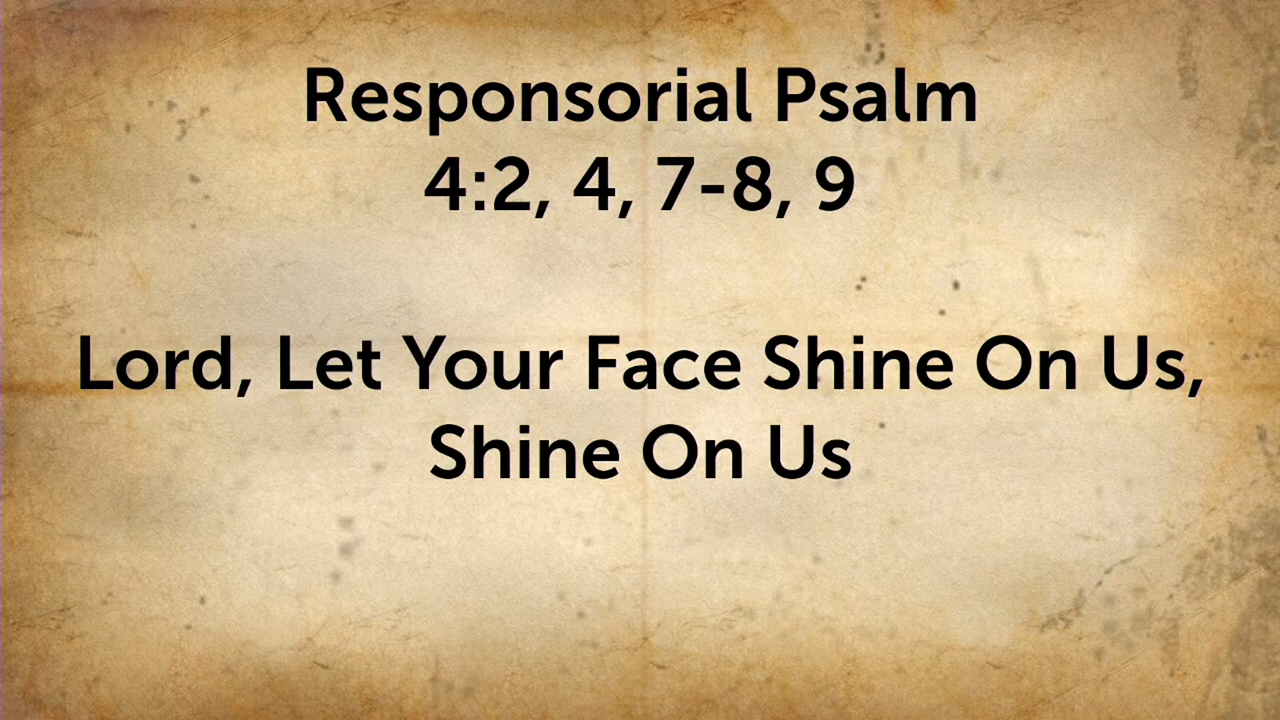 Responsorial Psalm
4:2, 4, 7-8, 9
Lord, Let Your Face Shine On Us,
Shine On Us